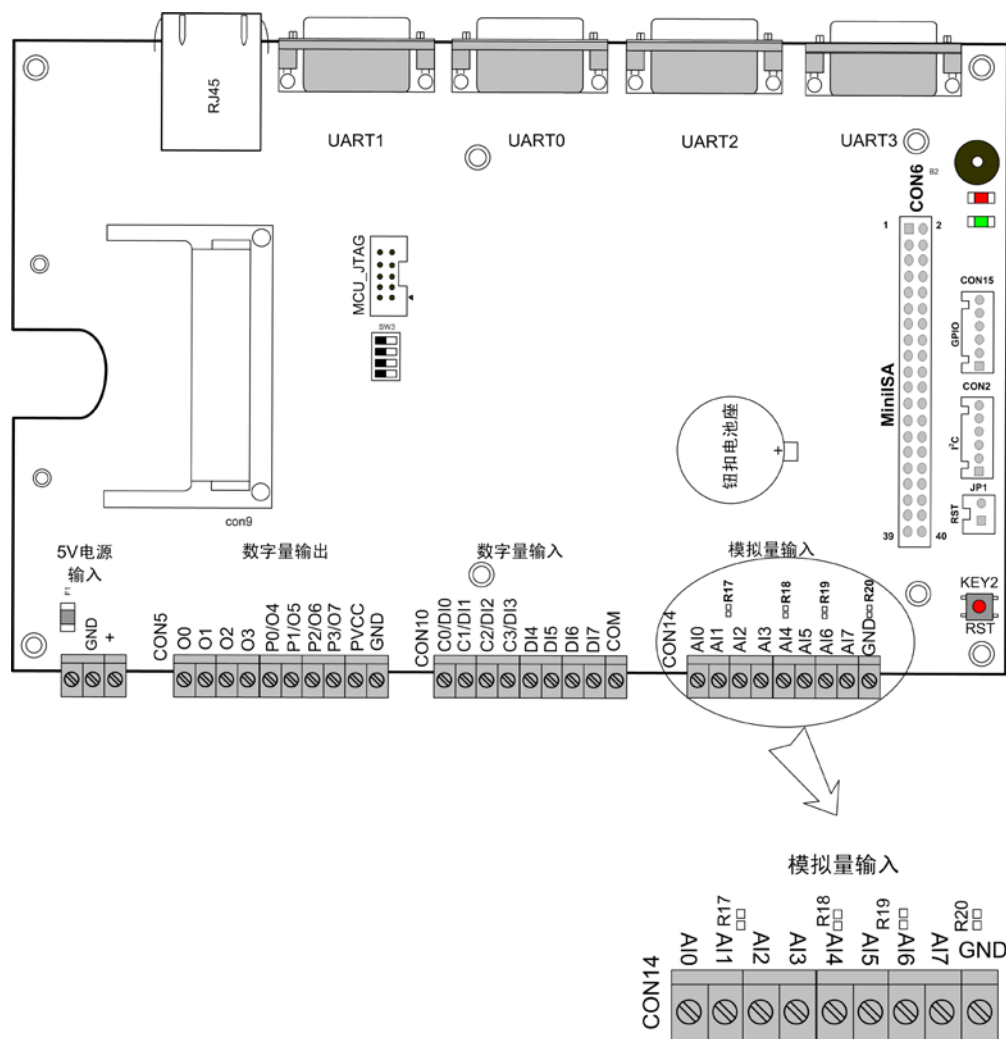 RJ45
UART1
UART0
UART2
UART3
CON6
B2
1
2
MCU_JTAG
SW3
CON15
GPIO
MiniISA
CON2
I²C
钮扣电池座
+
JP1
RST
con9
39
40
5V电源
输入
数字量输出
数字量输入
模拟量输入
F1
GND
+
CON5
O0
O1
O2
O3
P0/O4
P1/O5
P2/O6
P3/O7
PVCC
GND
CON10
C0/DI0
C1/DI1
C2/DI2
C3/DI3
DI4
DI5
DI6
DI7
COM
CON14
AI0
AI1
R17
AI2
AI3
R18
AI4
AI5
R19
AI6
AI7
R20
GND
KEY2
RST
模拟量输入
CON14
AI0
R17
AI1
AI2
AI3
R18
AI4
AI5
R19
AI6
AI7
R20
GND